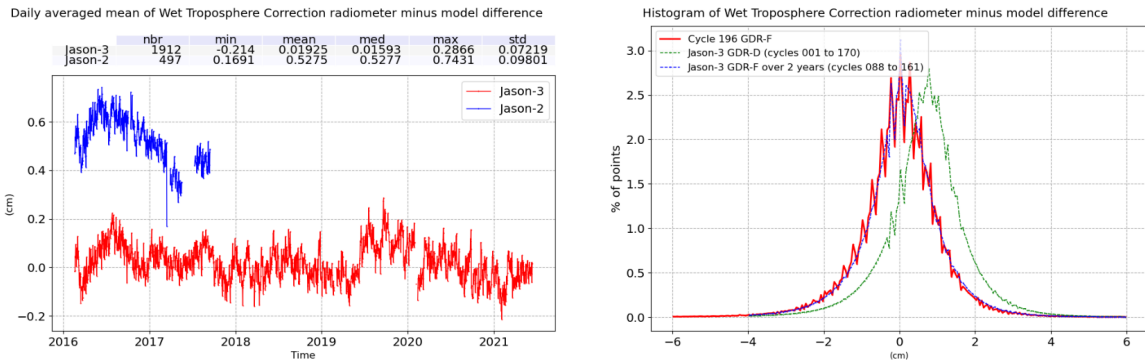 Daily averaged mean of Wet Troposphere Correction radiometer minus model difference
nbr min mean med max std
Jason-3 1912 -0.214 0.01925 0.01593 0.2866 0.07219
Jason-2 497 0.1691 0.5275 0.5277 0.7431 0.09801
Jason-3
Jason-2
0.6
0.4
0.2
0.0
−0.2
(cm)
2016 2017 2018 2019 2020 2021
Time
Histogram of Wet Troposphere Correction radiometer minus model difference
Cycle 196 GDR-F
Jason-3 GDR-D (cycles 001 to 170)
Jason-3 GDR-F over 2 years (cycles 088 to 161)
3.0
2.5
2.0
1.5
1.0
0.5
0.0
% of points
−6 −4 −2 0 2 4 6
(cm)